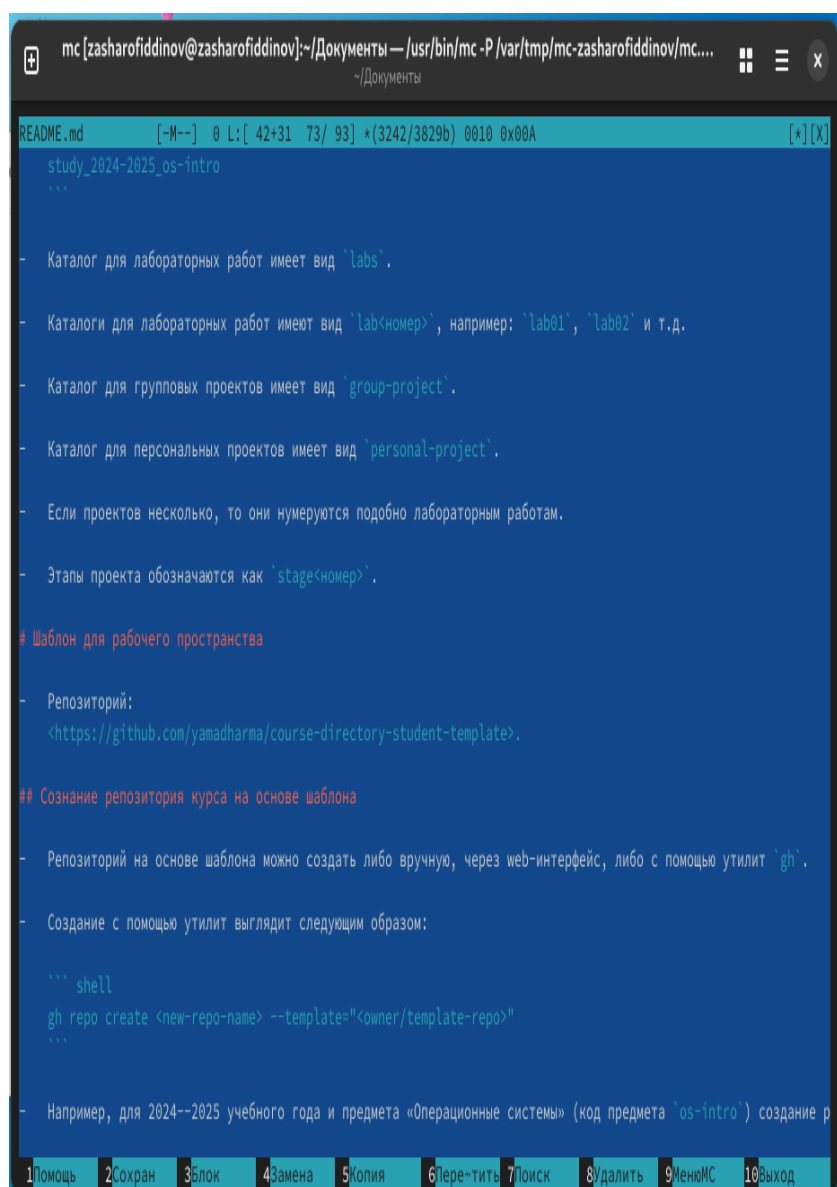 mc [zasharofiddinov@zasharofiddinov]:~/Документы — /usr/bin/mc -P /var/tmp/mc-zasharofiddinov/mc....
~/Документы
README.md [-M--] 0 L:[ 42+31 73/ 93] *(3242/3829b) 0010 0x00A [*][X]
study_2024-2025_os-intro
```
- Каталог для лабораторных работ имеет вид `labs`.
- Каталоги для лабораторных работ имеют вид `lab<номер>`, например: `lab01`, `lab02` и т.д.
- Каталог для групповых проектов имеет вид `group-project`.
- Каталог для персональных проектов имеет вид `personal-project`.
- Если проектов несколько, то они нумеруются подобно лабораторным работам.
- Этапы проекта обозначаются как `stage<номер>`.
# Шаблон для рабочего пространства
- Репозиторий:
<https://github.com/yamadharma/course-directory-student-template>.
## Сознание репозитория курса на основе шаблона
- Репозиторий на основе шаблона можно создать либо вручную, через web-интерфейс, либо с помощью утилит `gh`.
- Создание с помощью утилит выглядит следующим образом:
``` shell
gh repo create <new-repo-name> --template="<owner/template-repo>"
```
- Например, для 2024--2025 учебного года и предмета «Операционные системы» (код предмета `os-intro`) создание р
1Помощь 2Сохран 3Блок 4Замена 5Копия 6Пере~тить 7Поиск 8Удалить 9МенюMC 10Выход